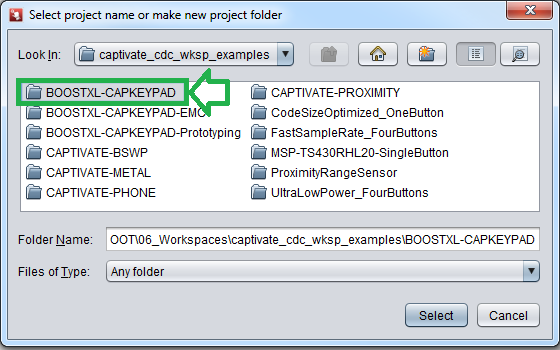 Select project name or make new project folder
Look In: captivate_cdc_wksp_examples
BOOSTXL-CAPKEYPAD
BOOSTXL-CAPKEYPAD-EMC
BOOSTXL-CAPKEYPAD-Prototyping
CAPTIVATE-BSWP
CAPTIVATE-METAL
CAPTIVATE-PHONE
CAPTIVATE-PROXIMITY
CodeSizeOptimized_OneButton
FastSampleRate_FourButtons
MSP-TS430RHL20-SingleButton
ProximityRangeSensor
UltraLowPower_FourButtons
Folder Name: OOT\06_Workspaces\captivate_cdc_wksp_examples\BOOSTXL-CAPKEYPAD
Files of Type: Any folder
Select Cancel